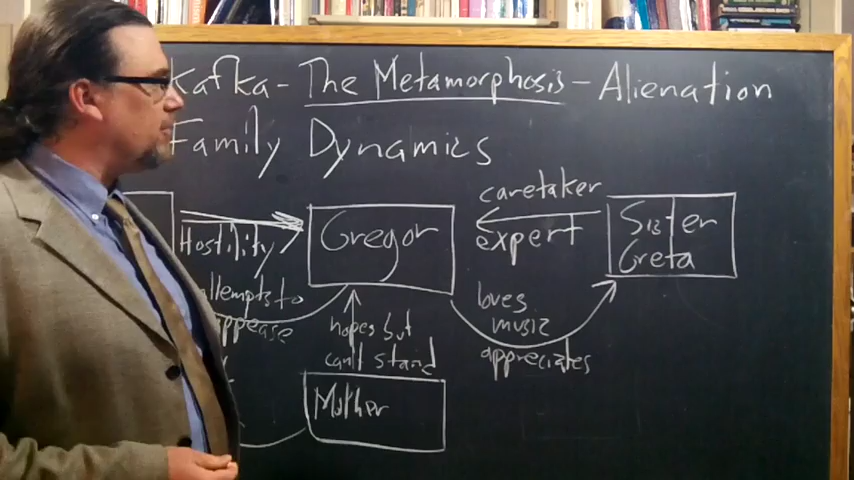 Kafka - The Metamorphosis - Alienation
Family Dynamics
caretaker
Hostility
Gregor
expert
Sister
Greta
attempts to
appease
hopes but
can't stand
loves
music
appreciates
Mother